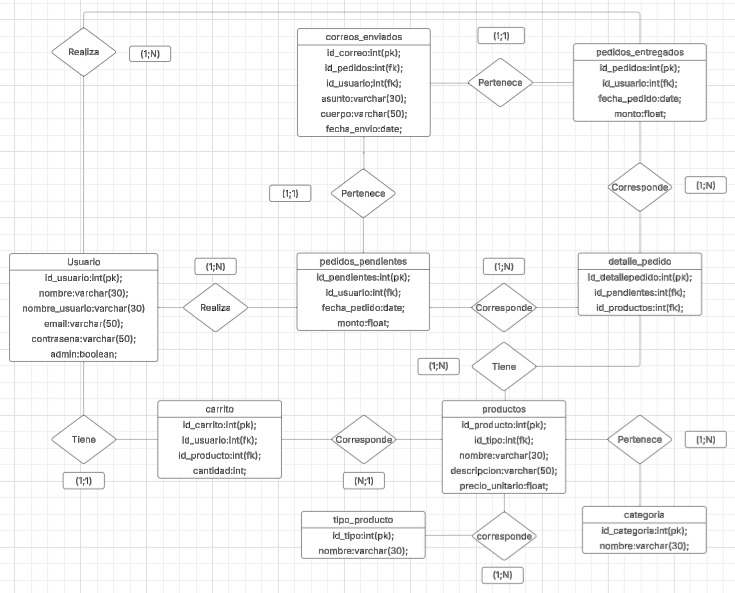 Realiza
(1;N)
correos_enviados
id_correo:int(pk);
id_pedidos:int(fk);
id_usuario;int(fk);
asunto:varchar(30);
cuerpo:varchar(50);
fecha_envio:date;
(1;1)
Pertenece
pedidos_entregados
id_pedidos:int(pk);
id_usuario:int(fk);
fecha_pedido:date;
monto:float;
(1;1)
Pertenece
Corresponde
(1;N)
Usuario
id_usuario:int(pk);
nombre:varchar(30);
nombre_usuario:varchar(30)
email:varchar(50);
contrasena:varchar(50);
admin:boolean;
(1;N)
Realiza
pedidos_pendientes
id_pendientes:int(pk);
id_usuario:int(fk);
fecha_pedido:date;
monto:float;
(1;N)
Corresponde
detalle_pedido
id_detallepedido:int(pk);
id_pendientes:int(fk);
id_productos:int(fk);
(1;N)
Tiene
Tiene
(1;1)
carrito
id_carrito:int(pk);
id_usuario:int(fk);
id_producto:int(fk);
cantidad:int;
Corresponde
(N;1)
productos
id_producto:int(pk);
id_tipo:int(fk);
nombre:varchar(30);
descripcion:varchar(50);
precio_unitario:float;
Pertenece
(1;N)
tipo_producto
id_tipo:int(pk);
nombre:varchar(30);
corresponde
(1;N)
categoria
id_categoria:int(pk);
nombre:varchar(30);